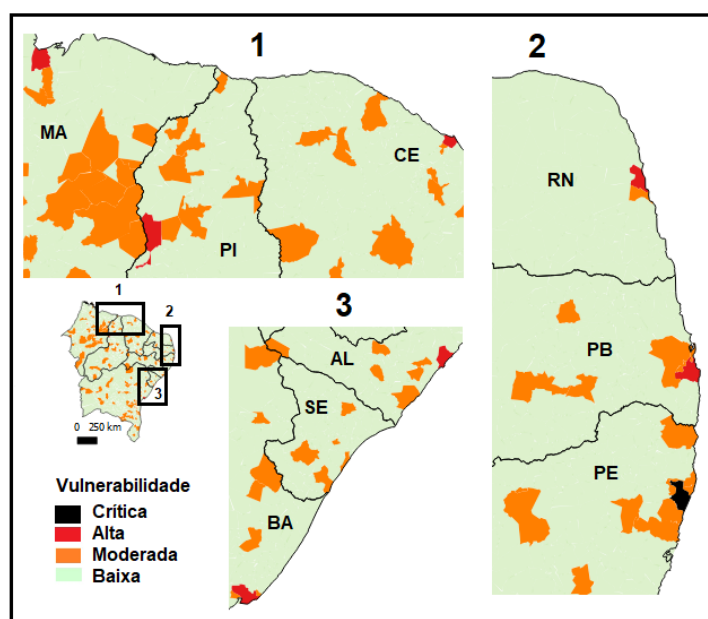 1
MA
PI
CE
2
RN
PB
PE
1
2
3
0 250 km
3
AL
SE
BA
Vulnerabilidade
Crítica
Alta
Moderada
Baixa